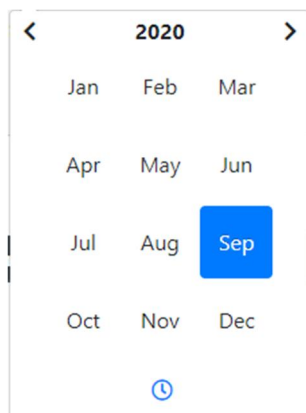 2020
Jan Feb Mar
Apr May Jun
Jul Aug Sep
Oct Nov Dec